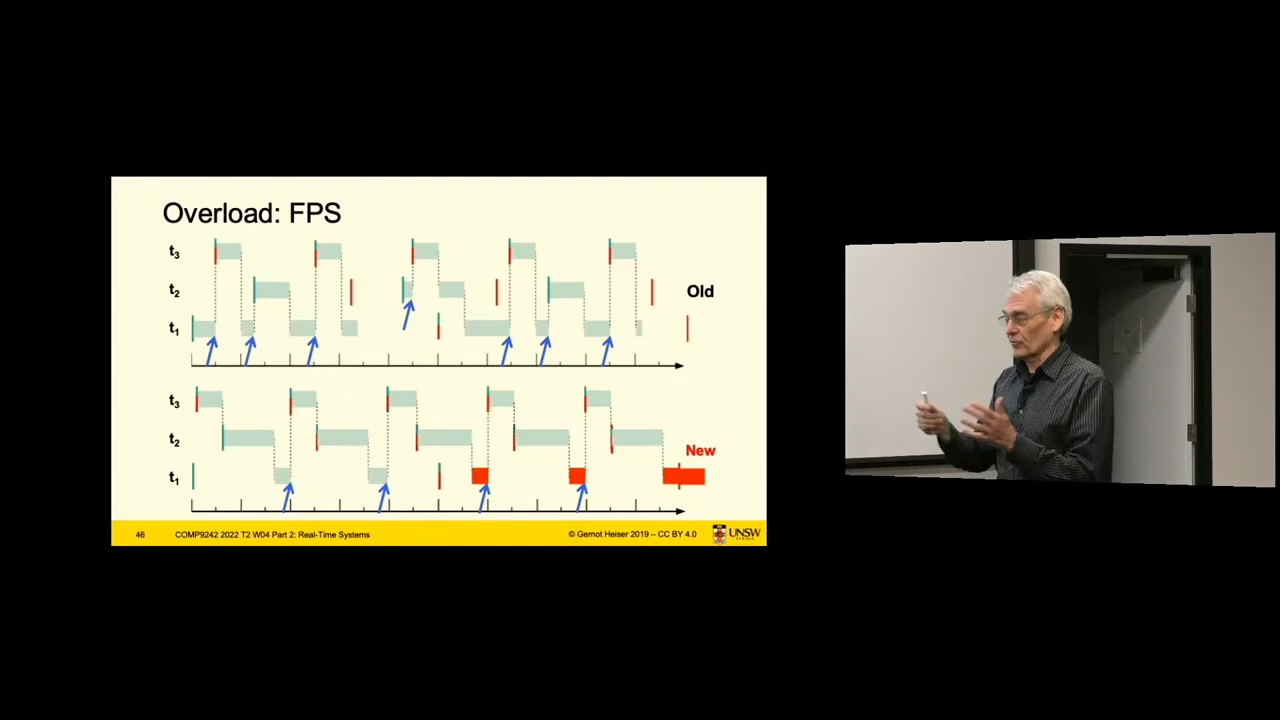 Overload: FPS
t3
t2
Old
t1
t3
t2
New
t1
46 COMP9242 2022 T2 W04 Part 2: Real-Time Systems © Gernot Heiser 2019 – CC BY 4.0 UNSW